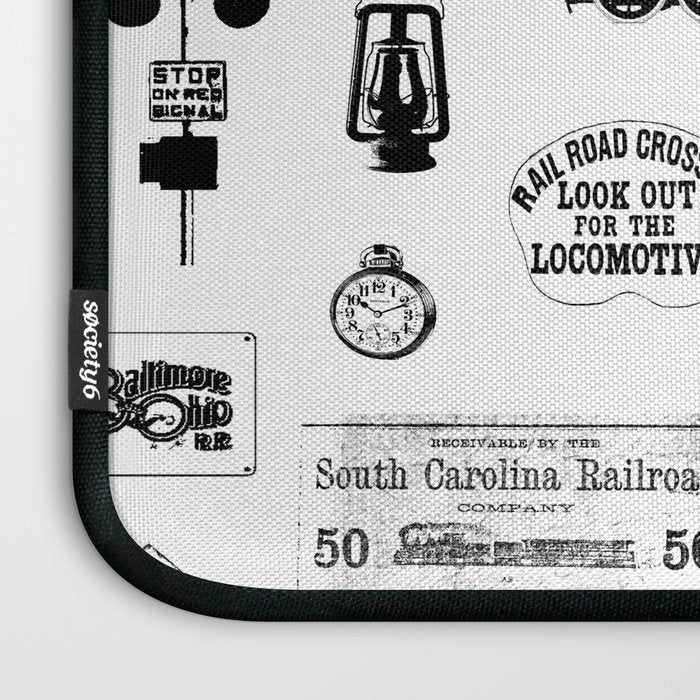 STOP
ON RED
SIGNAL
RAIL ROAD CROSS
LOOK OUT
FOR THE
LOCOMOTIV
society6
Baltimore
& Ohio
R.R.
RECEIVABLE BY THE
South Carolina Railroa
COMPANY
50 50
AS